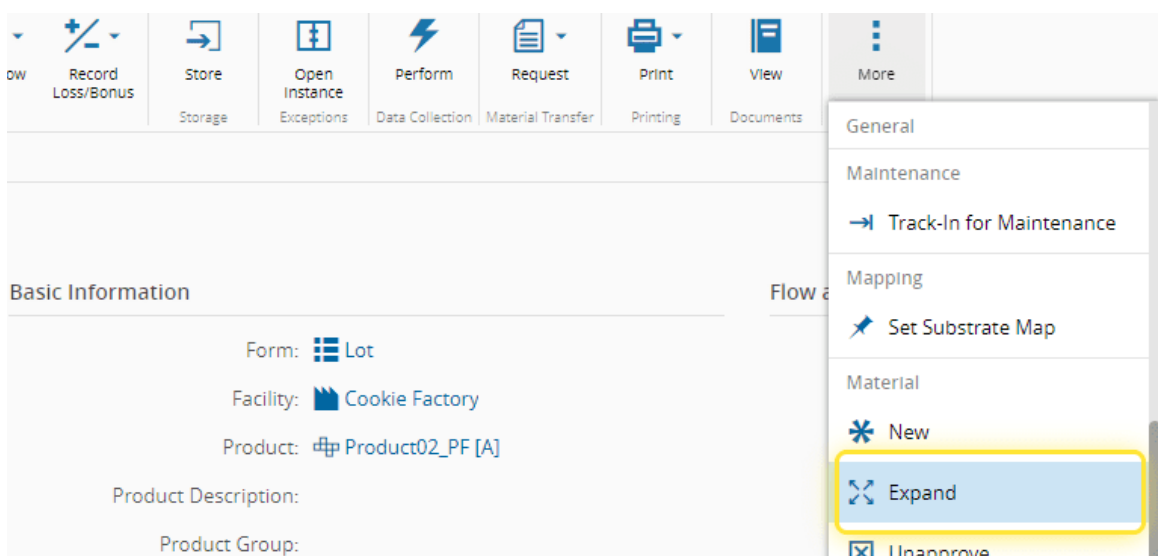 ow
Record
Loss/Bonus
Store
Open
Instance
Perform
Request
Print
View
More
Storage
Exceptions
Data Collection
Material Transfer
Printing
Documents
General
Maintenance
Track-In for Maintenance
Basic Information
Flow a
Mapping
Set Substrate Map
Form: Lot
Material
Facility: Cookie Factory
New
Product: Product02_PF [A]
Product Description:
Expand
Product Group:
Unapprove